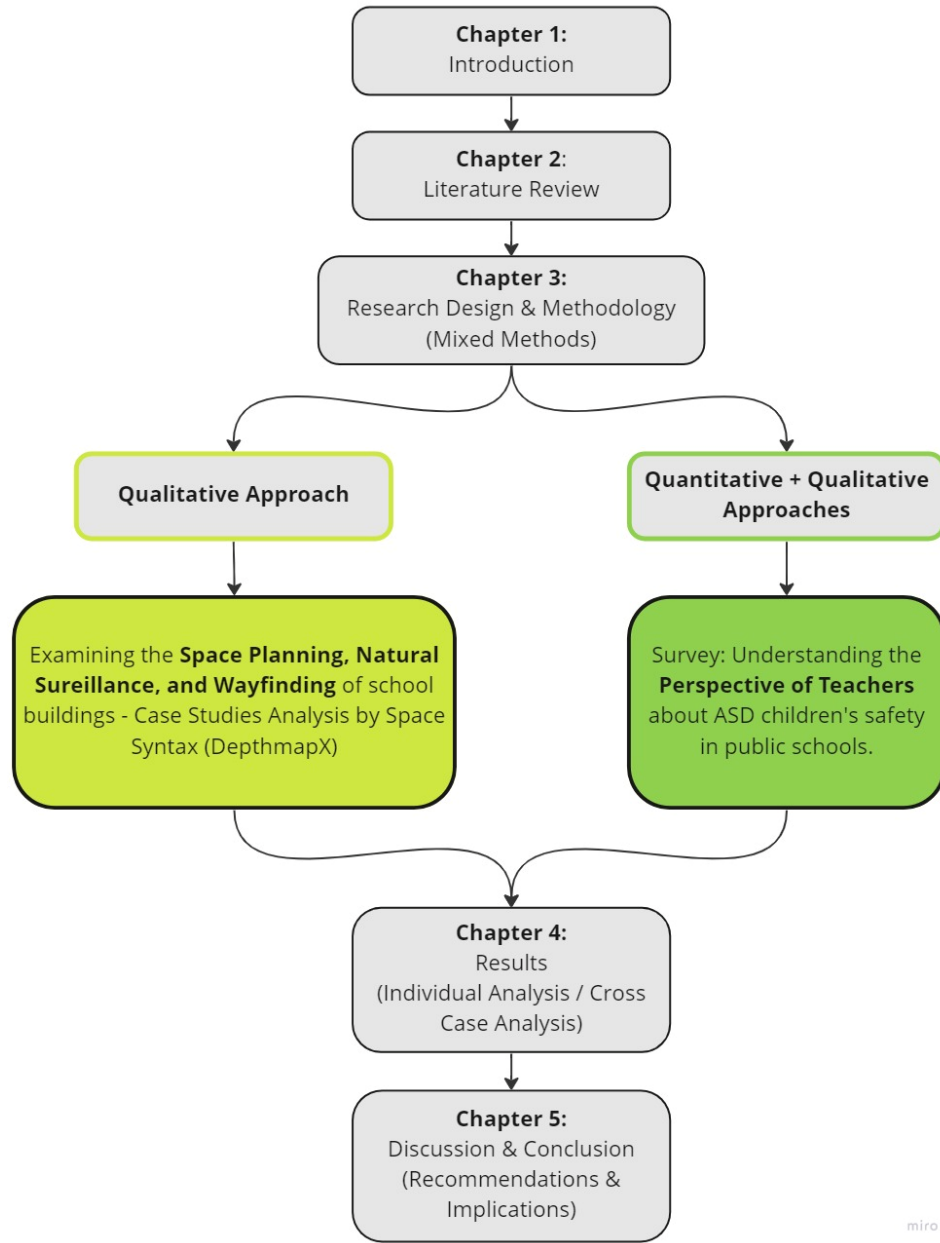 Chapter 1:
Introduction
Chapter 2:
Literature Review
Chapter 3:
Research Design & Methodology
(Mixed Methods)
Qualitative Approach
Quantitative + Qualitative
Approaches
Examining the Space Planning, Natural
Sureillance, and Wayfinding of school
buildings - Case Studies Analysis by Space
Syntax (DepthmapX)
Survey: Understanding the
Perspective of Teachers
about ASD children's safety
in public schools.
Chapter 4:
Results
(Individual Analysis / Cross
Case Analysis)
Chapter 5:
Discussion & Conclusion
(Recommendations &
Implications)
miro